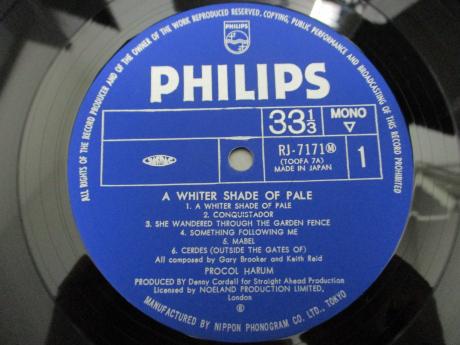 ALL RIGHTS OF THE RECORD PRODUCER AND OF THE OWNER OF THE WORK REPRODUCED RESERVED. COPYING, PUBLIC PERFORMANCE AND BROADCASTING OF THIS RECORD PROHIBITED
PHILIPS
PHILIPS
33⅓
MONO
▽
RJ-7171Ⓜ
(TOOFA 7A)
MADE IN JAPAN
1
A WHITER SHADE OF PALE
1. A WHITER SHADE OF PALE
2. CONQUISTADOR
3. SHE WANDERED THROUGH THE GARDEN FENCE
4. SOMETHING FOLLOWING ME
5. MABEL
6. CERDES (OUTSIDE THE GATES OF)
All composed by Gary Brooker and Keith Reid
PROCOL HARUM
PRODUCED BY Denny Cordell for Straight Ahead Production
Licensed by NOELAND PRODUCTION LIMITED,
London
Ⓔ
MANUFACTURED BY NIPPON PHONOGRAM CO., LTD., TOKYO